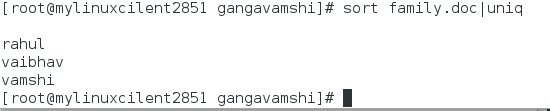 [root@mylinuxcilent2851 gangavamshi]# sort family.doc|uniq
rahul
vaibhav
vamshi
[root@mylinuxcilent2851 gangavamshi]#